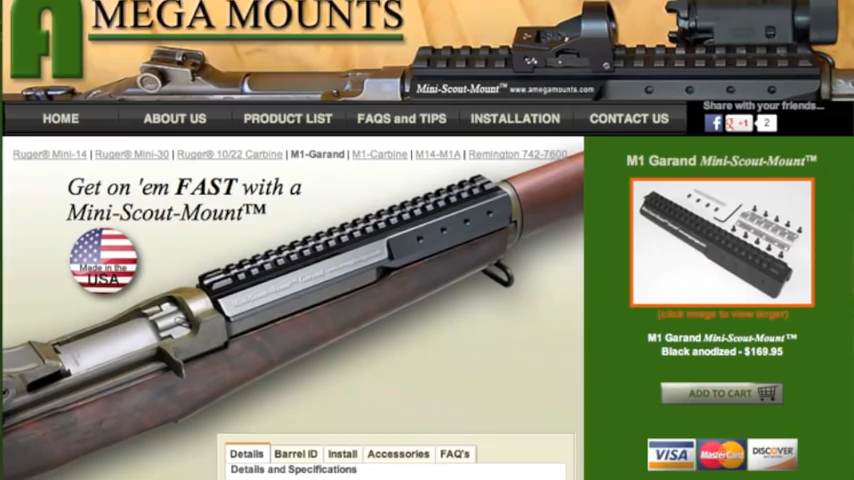 AMEGA MOUNTS
Mini-Scout-Mount™ www.amegamounts.com
Share with your friends...
HOME ABOUT US PRODUCT LIST FAQS and TIPS INSTALLATION CONTACT US
f g +1 2
Ruger® Mini-14 | Ruger® Mini-30 | Ruger® 10/22 Carbine | M1-Garand | M1-Carbine | M14-M1A | Remington 742-7600
M1 Garand Mini-Scout-Mount™
Get on 'em FAST with a
Mini-Scout-Mount™
Made in the
USA
(click image to view larger)
M1 Garand Mini-Scout-Mount™
Black anodized - $169.95
ADD TO CART
VISA MasterCard DISCOVER
Details Barrel ID Install Accessories FAQ's
Details and Specifications